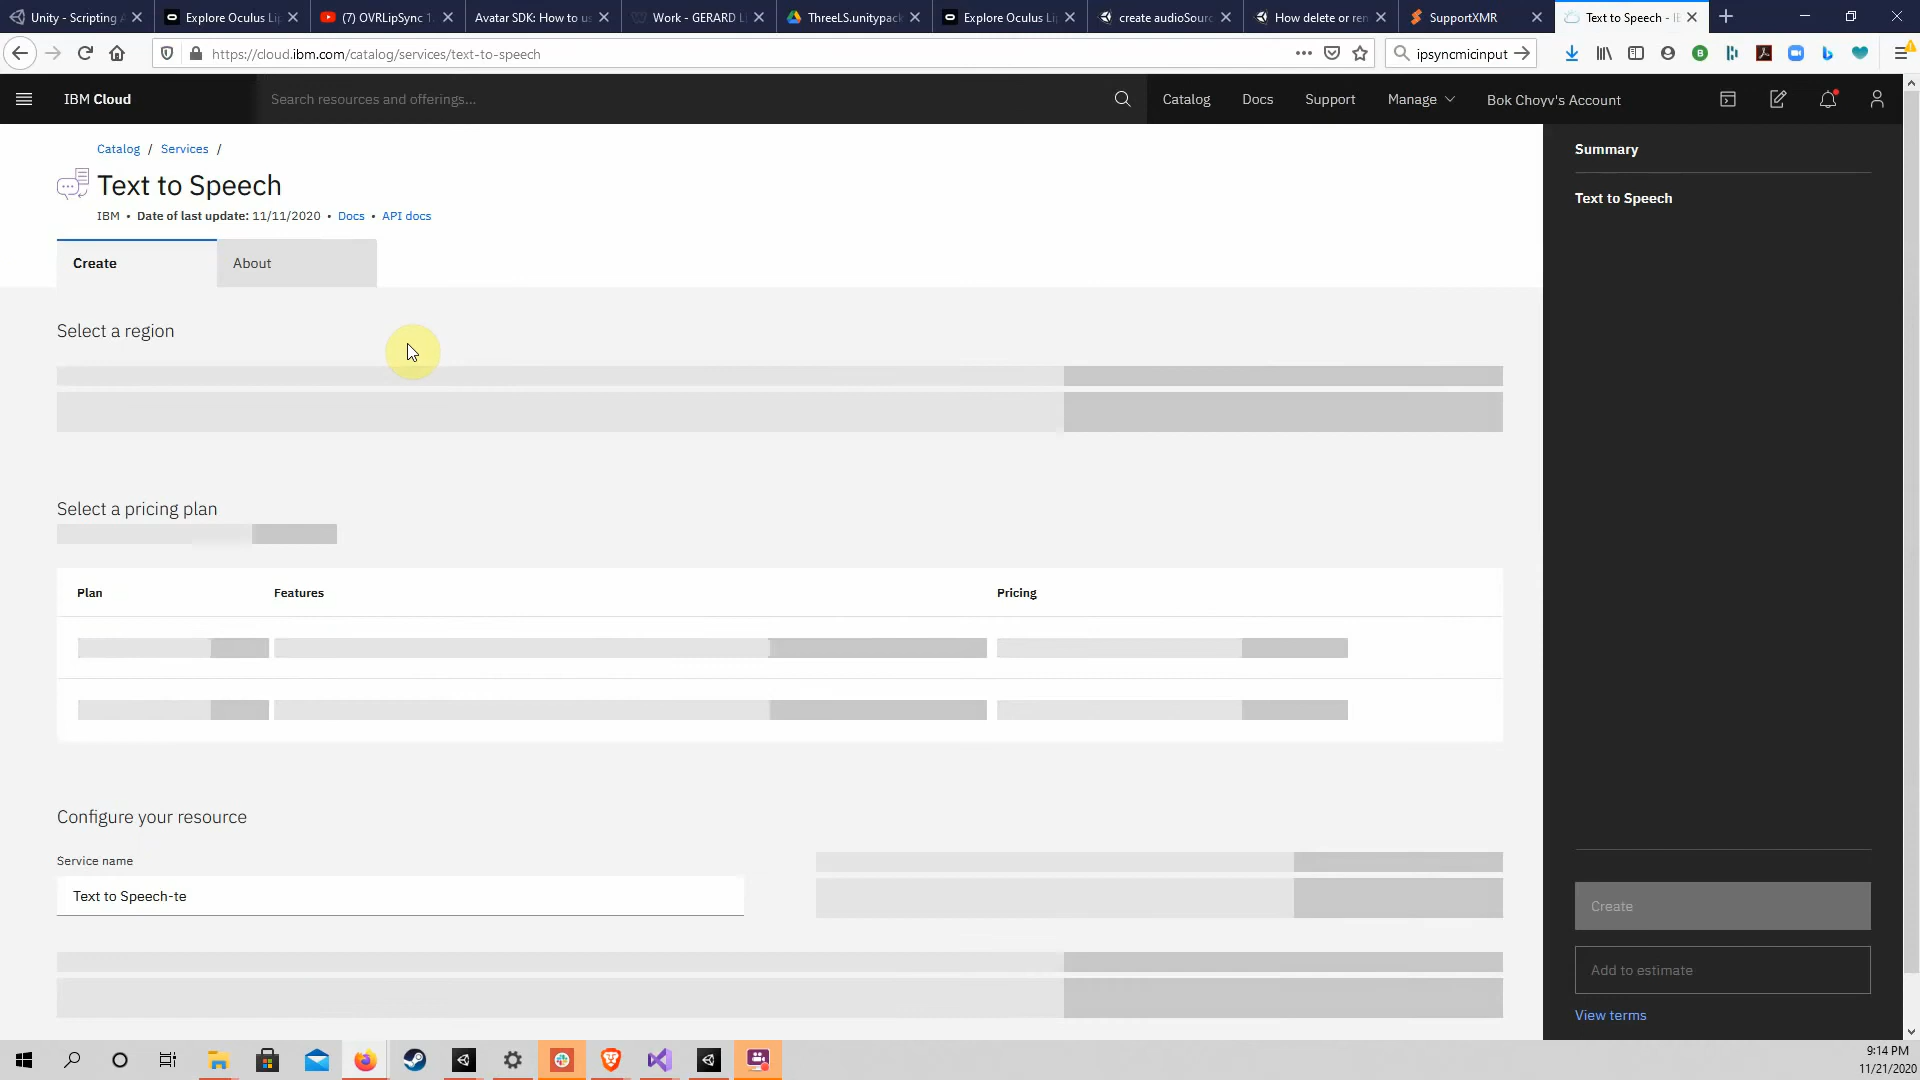 Unity - Scripting A
Explore Oculus Li
(7) OVRLipSync 1.
Avatar SDK: How to us
Work - GERARD L
ThreeLS.unitypack
Explore Oculus Li
create audioSourc
How delete or ren
SupportXMR
Text to Speech - IB
https://cloud.ibm.com/catalog/services/text-to-speech
ipsyncmicinput
IBM Cloud
Search resources and offerings...
Catalog
Docs
Support
Manage
Bok Choyv's Account
Catalog / Services /
Text to Speech
IBM • Date of last update: 11/11/2020 • Docs • API docs
Create
About
Select a region
Select a pricing plan
Plan
Features
Pricing
Configure your resource
Service name
Text to Speech-te
Summary
Text to Speech
Create
Add to estimate
View terms
9:14 PM
11/21/2020